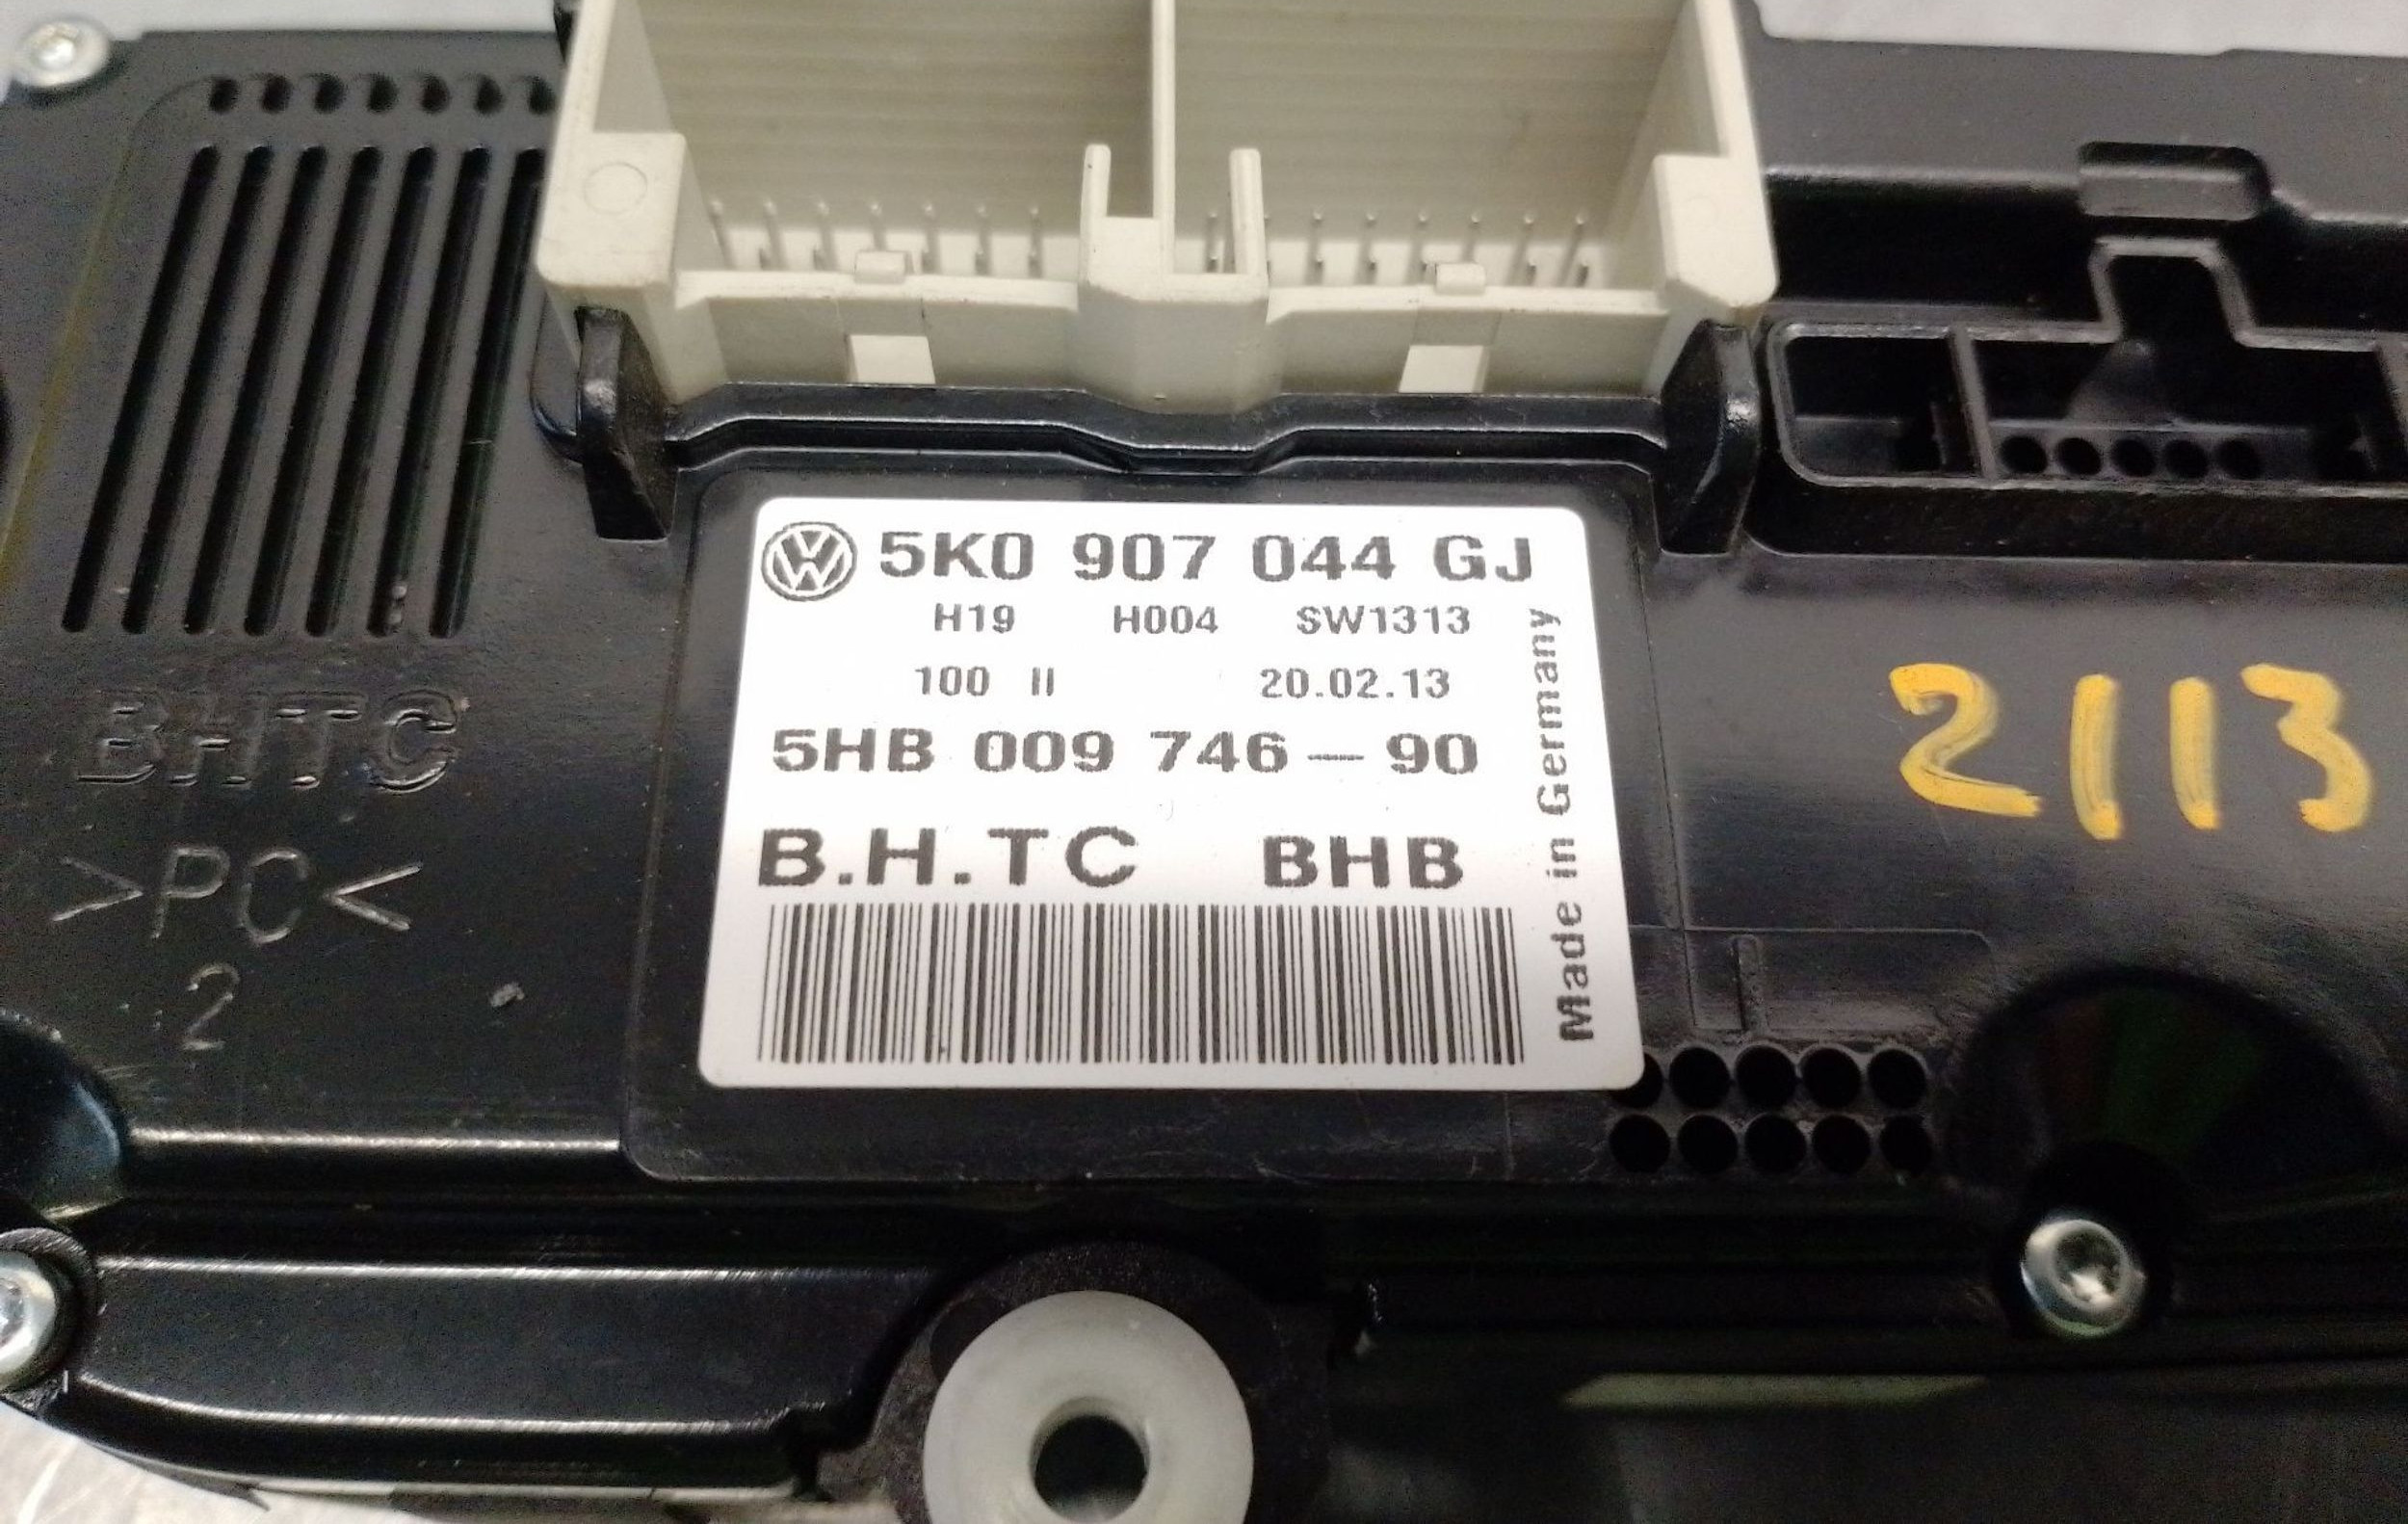 5K0 907 044 GJ
H19 H004 SW1313
100 II 20.02.13
5HB 009 746-90
B.H.TC BHB
Made in Germany
BHTC
>PC<
2
2113